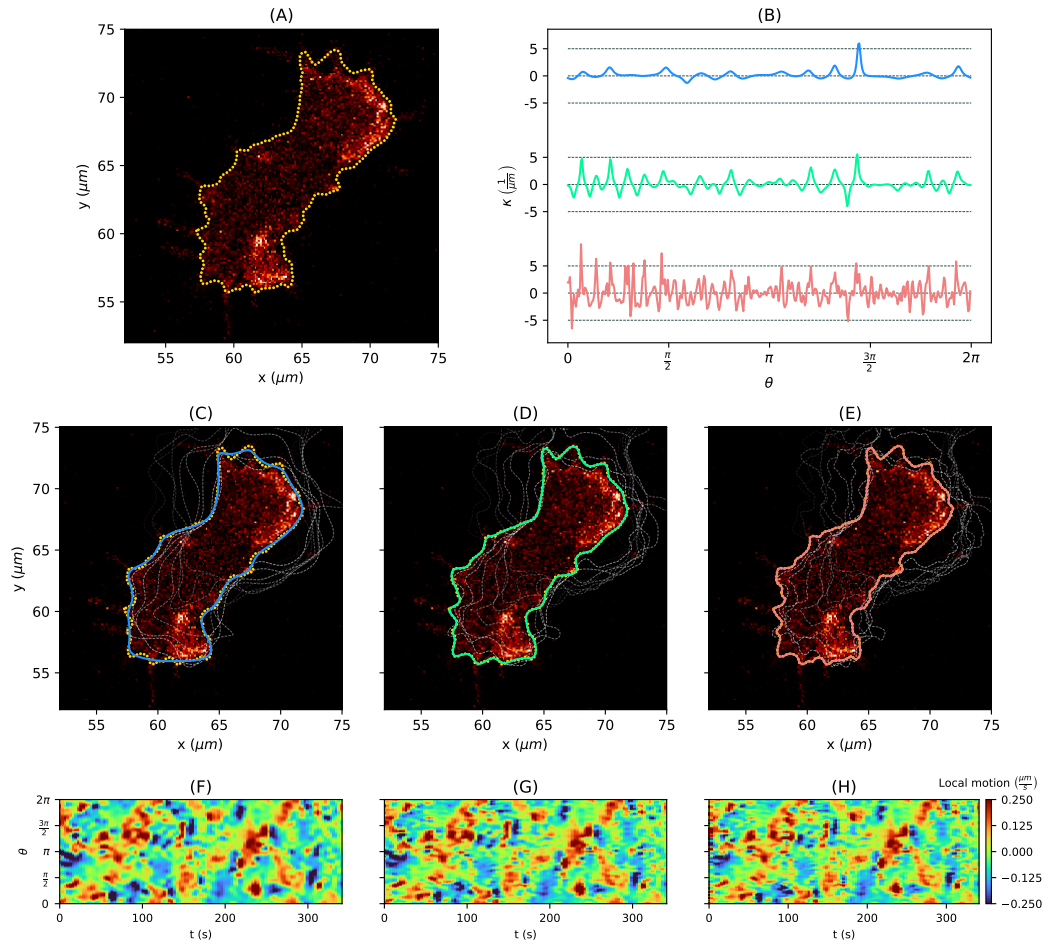 (A)
75
70
65
60
55
y (μm)
55 60 65 70 75
x (μm)
(B)
5
0
-5
5
0
-5
5
0
-5
κ (1/μm)
0 π/2 π 3π/2 2π
θ
(C)
75
70
65
60
55
y (μm)
55 60 65 70 75
x (μm)
(D)
55 60 65 70 75
x (μm)
(E)
55 60 65 70 75
x (μm)
(F)
2π
3π/2
π
π/2
0
θ
0 100 200 300
t (s)
(G)
0 100 200 300
t (s)
(H)
0 100 200 300
t (s)
Local motion (μm/s)
0.250
0.125
0.000
−0.125
−0.250